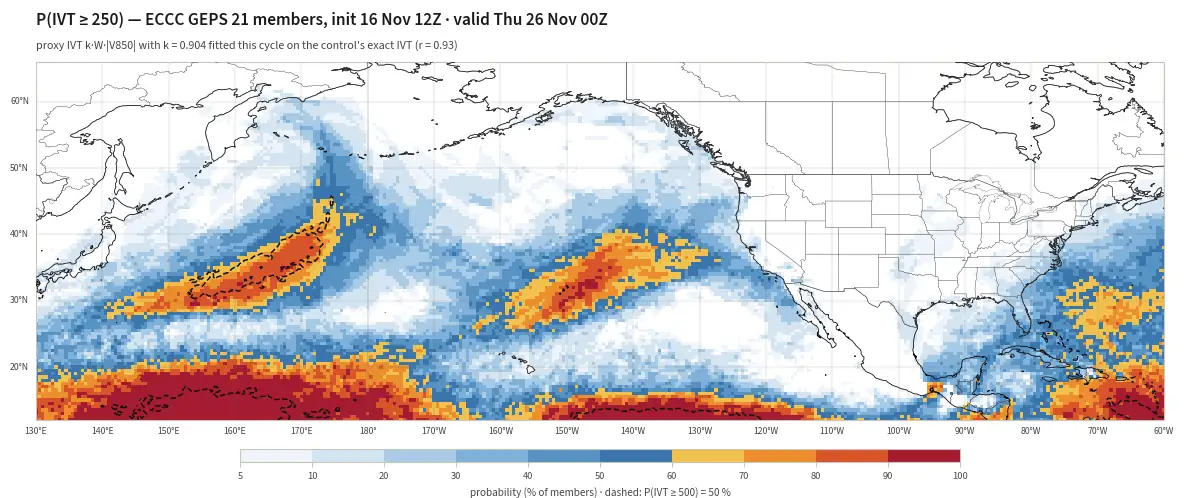 P(IVT ≥ 250) — ECCC GEPS 21 members, init 16 Nov 12Z · valid Thu 26 Nov 00Z
proxy IVT k·W·|V850| with k = 0.904 fitted this cycle on the control's exact IVT (r = 0.93)
60°N
50°N
40°N
30°N
20°N
130°E 140°E 150°E 160°E 170°E 180° 170°W 160°W 150°W 140°W 130°W 120°W 110°W 100°W 90°W 80°W 70°W 60°W
5 10 20 30 40 50 60 70 80 90 100
probability (% of members) · dashed: P(IVT ≥ 500) = 50 %